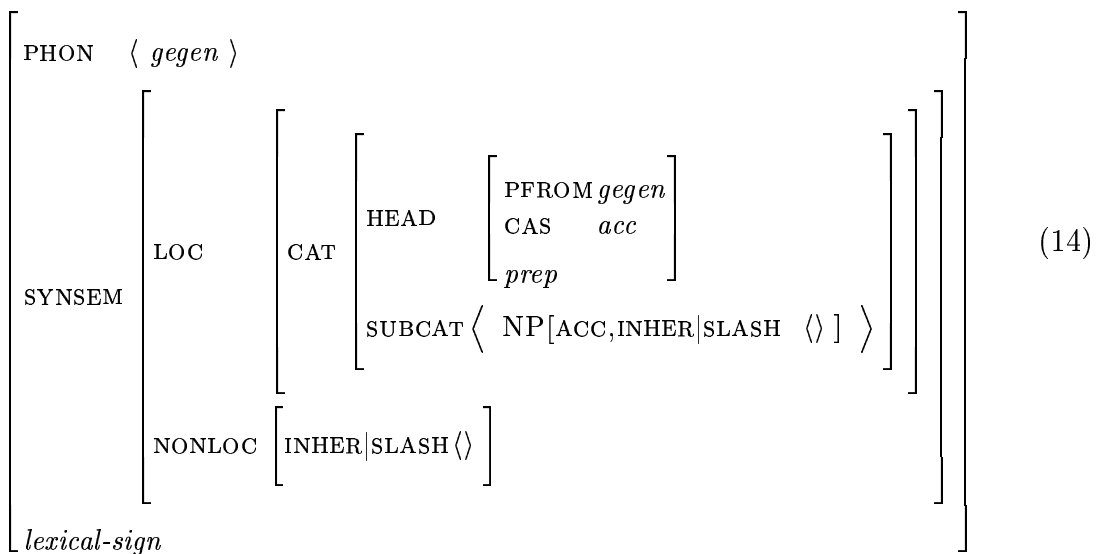 PHON ⟨ gegen ⟩
PFROM gegen
HEAD CAS acc
LOC CAT prep (14)
SYNSEM
SUBCAT ⟨ NP[ACC,INHER|SLASH ⟨⟩ ] ⟩
NONLOC INHER|SLASH ⟨⟩
lexical-sign